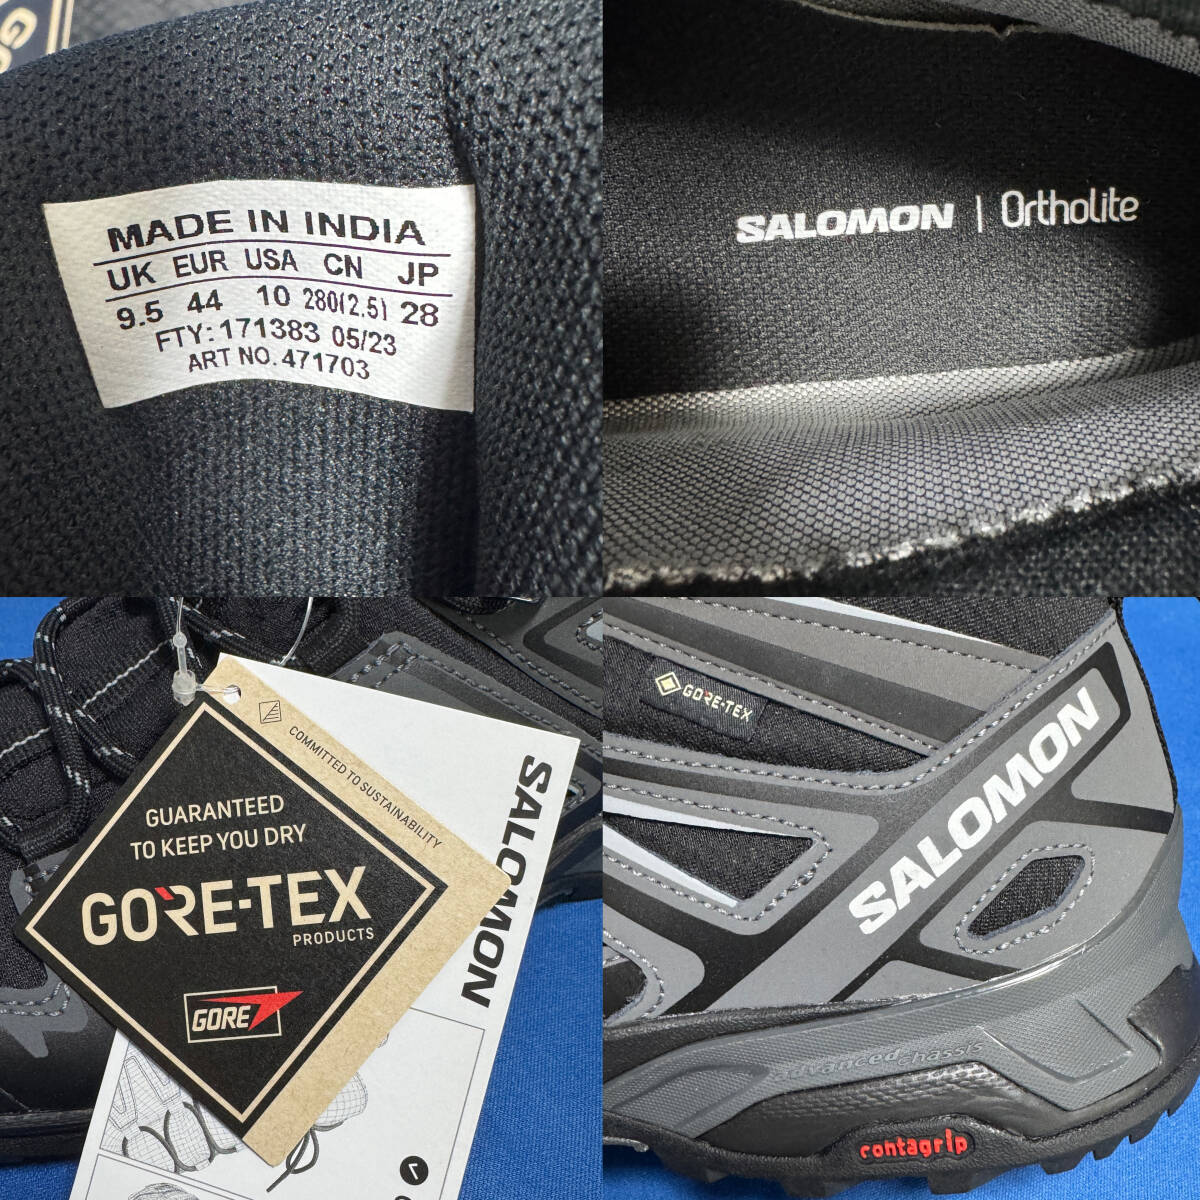 GO
MADE IN INDIA
UK EUR USA CN JP
9.5 44 10 280(2.5) 28
FTY: 171383 05/23
ART NO. 471703
SALOMON | Ortholite
COMMITTED TO SUSTAINABILITY
GUARANTEED
TO KEEP YOU DRY
GORE-TEX
PRODUCTS
GORE
SALOMON
7
GORE-TEX
SALOMON
advanced chassis
contagrip